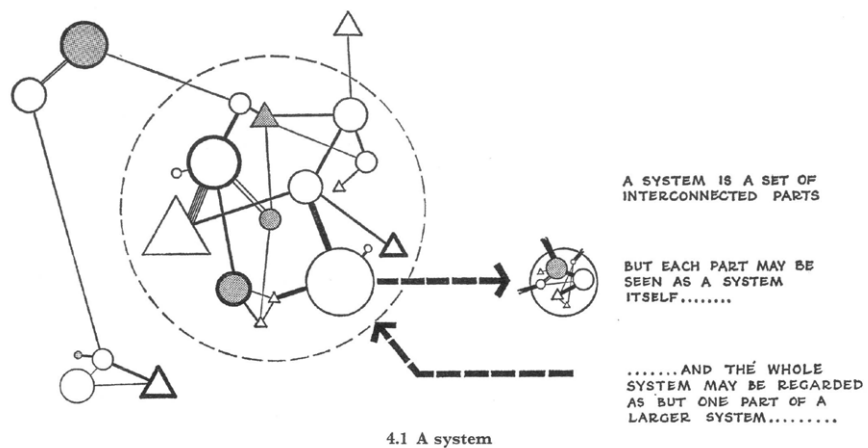 A SYSTEM IS A SET OF
INTERCONNECTED PARTS
BUT EACH PART MAY BE
SEEN AS A SYSTEM
ITSELF........
.......AND THE WHOLE
SYSTEM MAY BE REGARDED
AS BUT ONE PART OF A
LARGER SYSTEM.........
4.1 A system